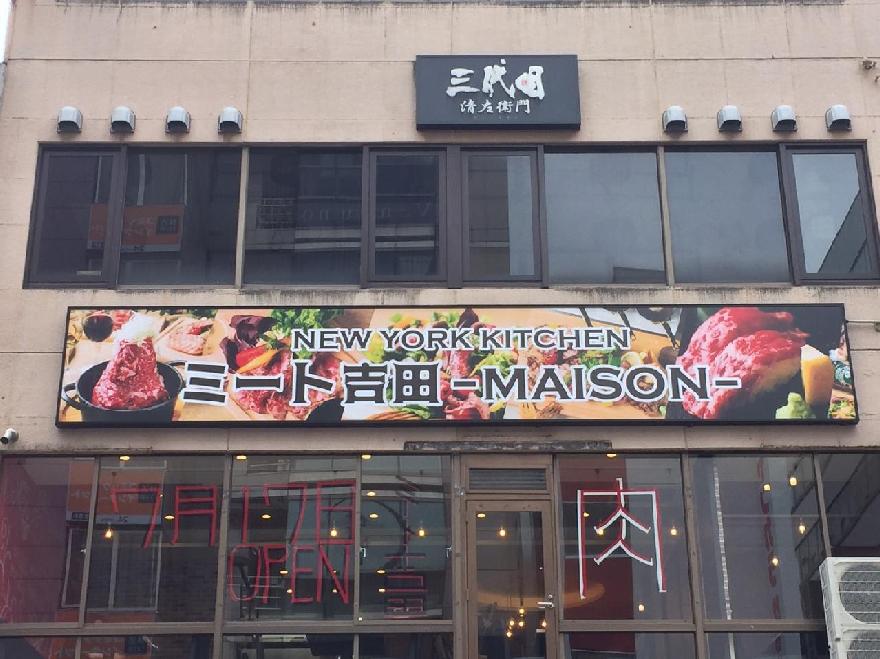 三代目
清左衛門
NEW YORK KITCHEN
ミート吉田-MAISON-
7月17日
OPEN
肉